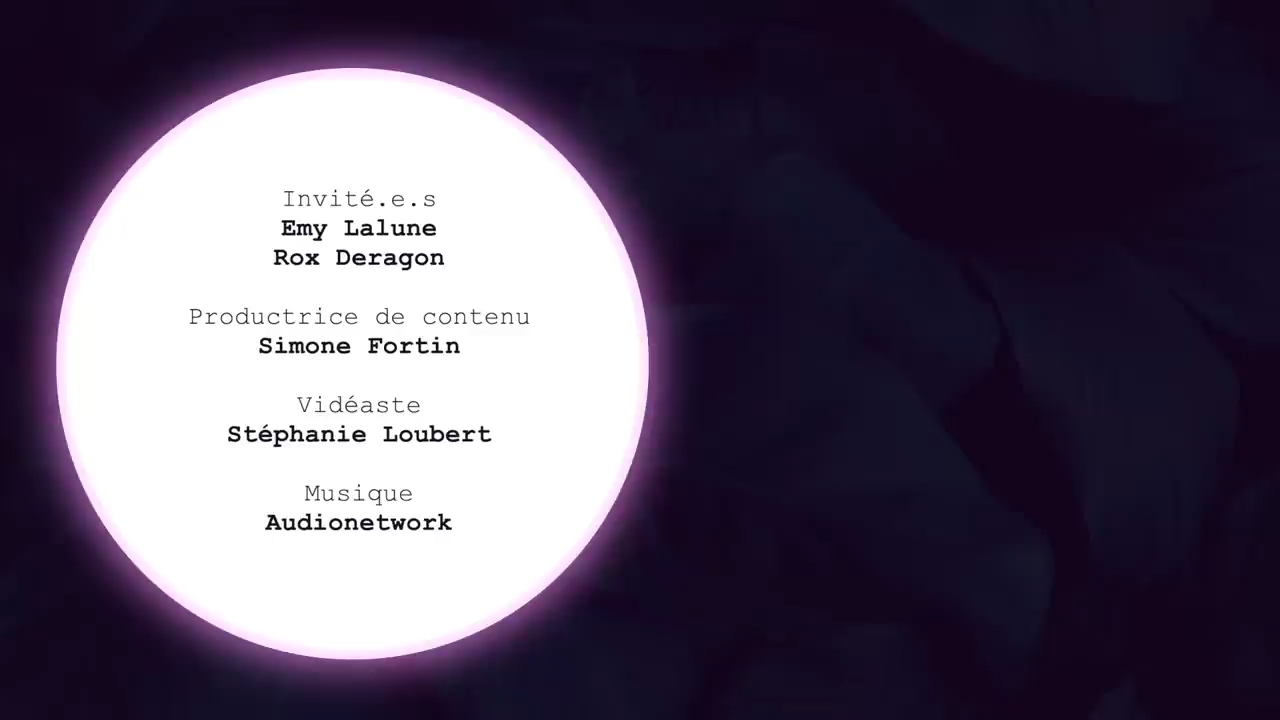 Invité.e.s
Emy Lalune
Rox Deragon
Productrice de contenu
Simone Fortin
Vidéaste
Stéphanie Loubert
Musique
Audionetwork